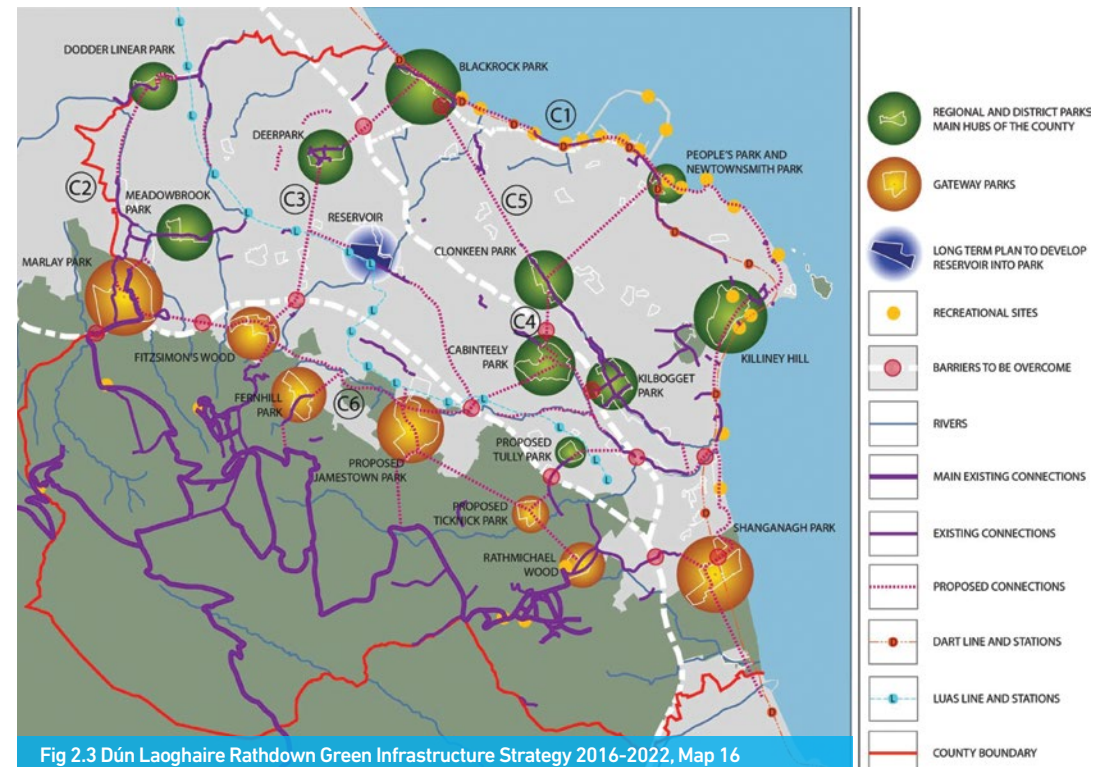 DODDER LINEAR PARK
BLACKROCK PARK
C1
DEERPARK
PEOPLE'S PARK AND
NEWTOWNSMITH PARK
C2
MEADOWBROOK
PARK
C3
C5
RESERVOIR
CLONKEEN PARK
MARLAY PARK
C4
FITZSIMON'S WOOD
CABINTEELY
PARK
KILLINEY HILL
KILBOGGET
PARK
FERNHILL
PARK
C6
PROPOSED
TULLY PARK
PROPOSED
JAMESTOWN PARK
PROPOSED
TICKNICK PARK
SHANGANAGH PARK
RATHMICHAEL
WOOD
Fig 2.3 Dún Laoghaire Rathdown Green Infrastructure Strategy 2016-2022, Map 16
REGIONAL AND DISTRICT PARKS
MAIN HUBS OF THE COUNTY
GATEWAY PARKS
LONG TERM PLAN TO DEVELOP
RESERVOIR INTO PARK
RECREATIONAL SITES
BARRIERS TO BE OVERCOME
RIVERS
MAIN EXISTING CONNECTIONS
EXISTING CONNECTIONS
PROPOSED CONNECTIONS
D
DART LINE AND STATIONS
L
LUAS LINE AND STATIONS
COUNTY BOUNDARY